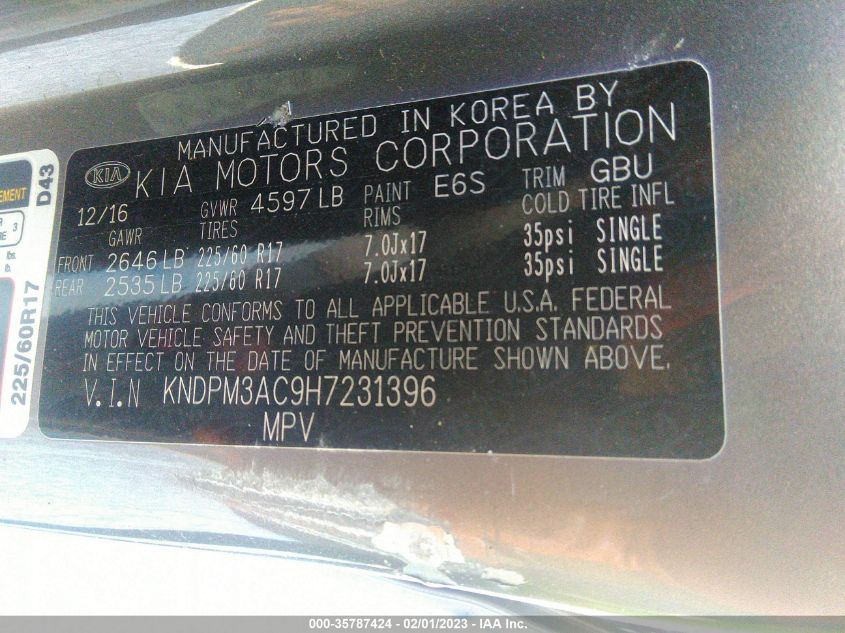 MANUFACTURED IN KOREA BY
KIA KIA MOTORS CORPORATION
12/16 GVWR 4597 LB PAINT E6S TRIM GBU
GAWR TIRES RIMS COLD TIRE INFL
FRONT 2646 LB 225/60 R17 7.0Jx17 35psi SINGLE
REAR 2535 LB 225/60 R17 7.0Jx17 35psi SINGLE
THIS VEHICLE CONFORMS TO ALL APPLICABLE U.S.A. FEDERAL
MOTOR VEHICLE SAFETY AND THEFT PREVENTION STANDARDS
IN EFFECT ON THE DATE OF MANUFACTURE SHOWN ABOVE.
V.I.N KNDPM3AC9H7231396
MPV
D43
3
225/60R17
000-35787424 - 02/01/2023 - IAA Inc.